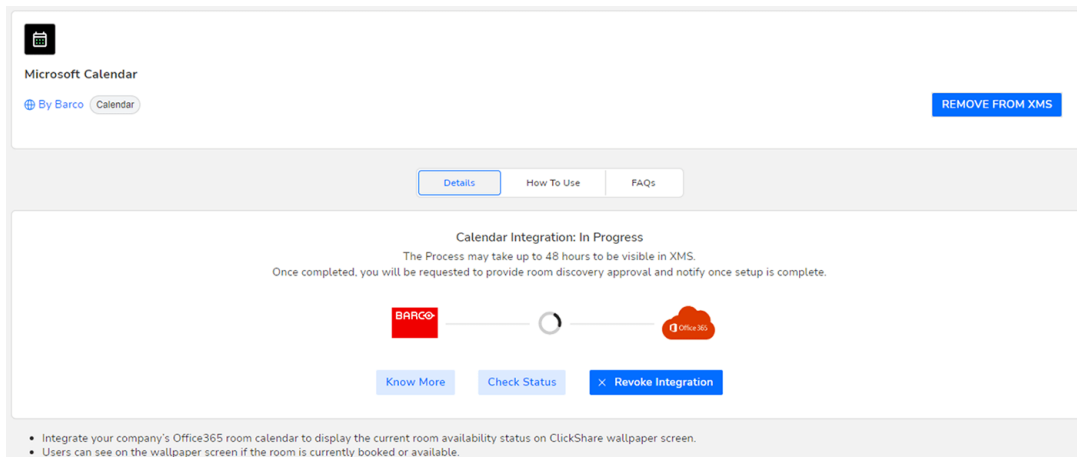 Microsoft Calendar
By Barco Calendar
REMOVE FROM XMS
Details How To Use FAQs
Calendar Integration: In Progress
The Process may take up to 48 hours to be visible in XMS.
Once completed, you will be requested to provide room discovery approval and notify once setup is complete.
BARCO
Office 365
Know More Check Status × Revoke Integration
• Integrate your company's Office365 room calendar to display the current room availability status on ClickShare wallpaper screen.
• Users can see on the wallpaper screen if the room is currently booked or available.